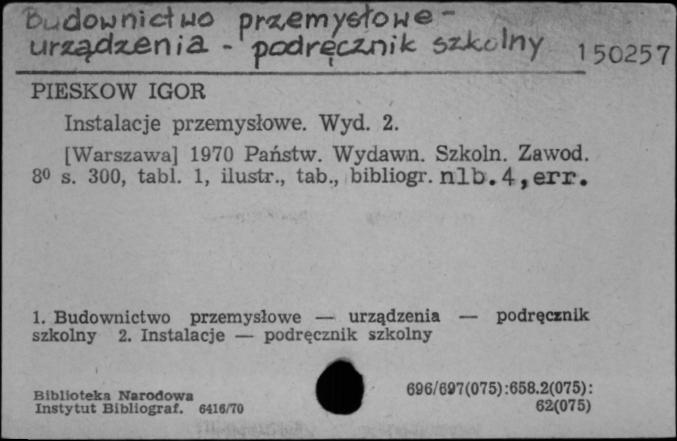 Budownictwo przemysłowe -
urządzenia - podręcznik szkolny 150257
PIESKOW IGOR
Instalacje przemysłowe. Wyd. 2.
[Warszawa] 1970 Państw. Wydawn. Szkoln. Zawod.
8⁰ s. 300, tabl. 1, ilustr., tab., bibliogr. nlb. 4, err.
1. Budownictwo przemysłowe — urządzenia — podręcznik
szkolny 2. Instalacje — podręcznik szkolny
696/697(075):658.2(075):
Biblioteka Narodowa
Instytut Bibliograf. 6416/70 62(075)